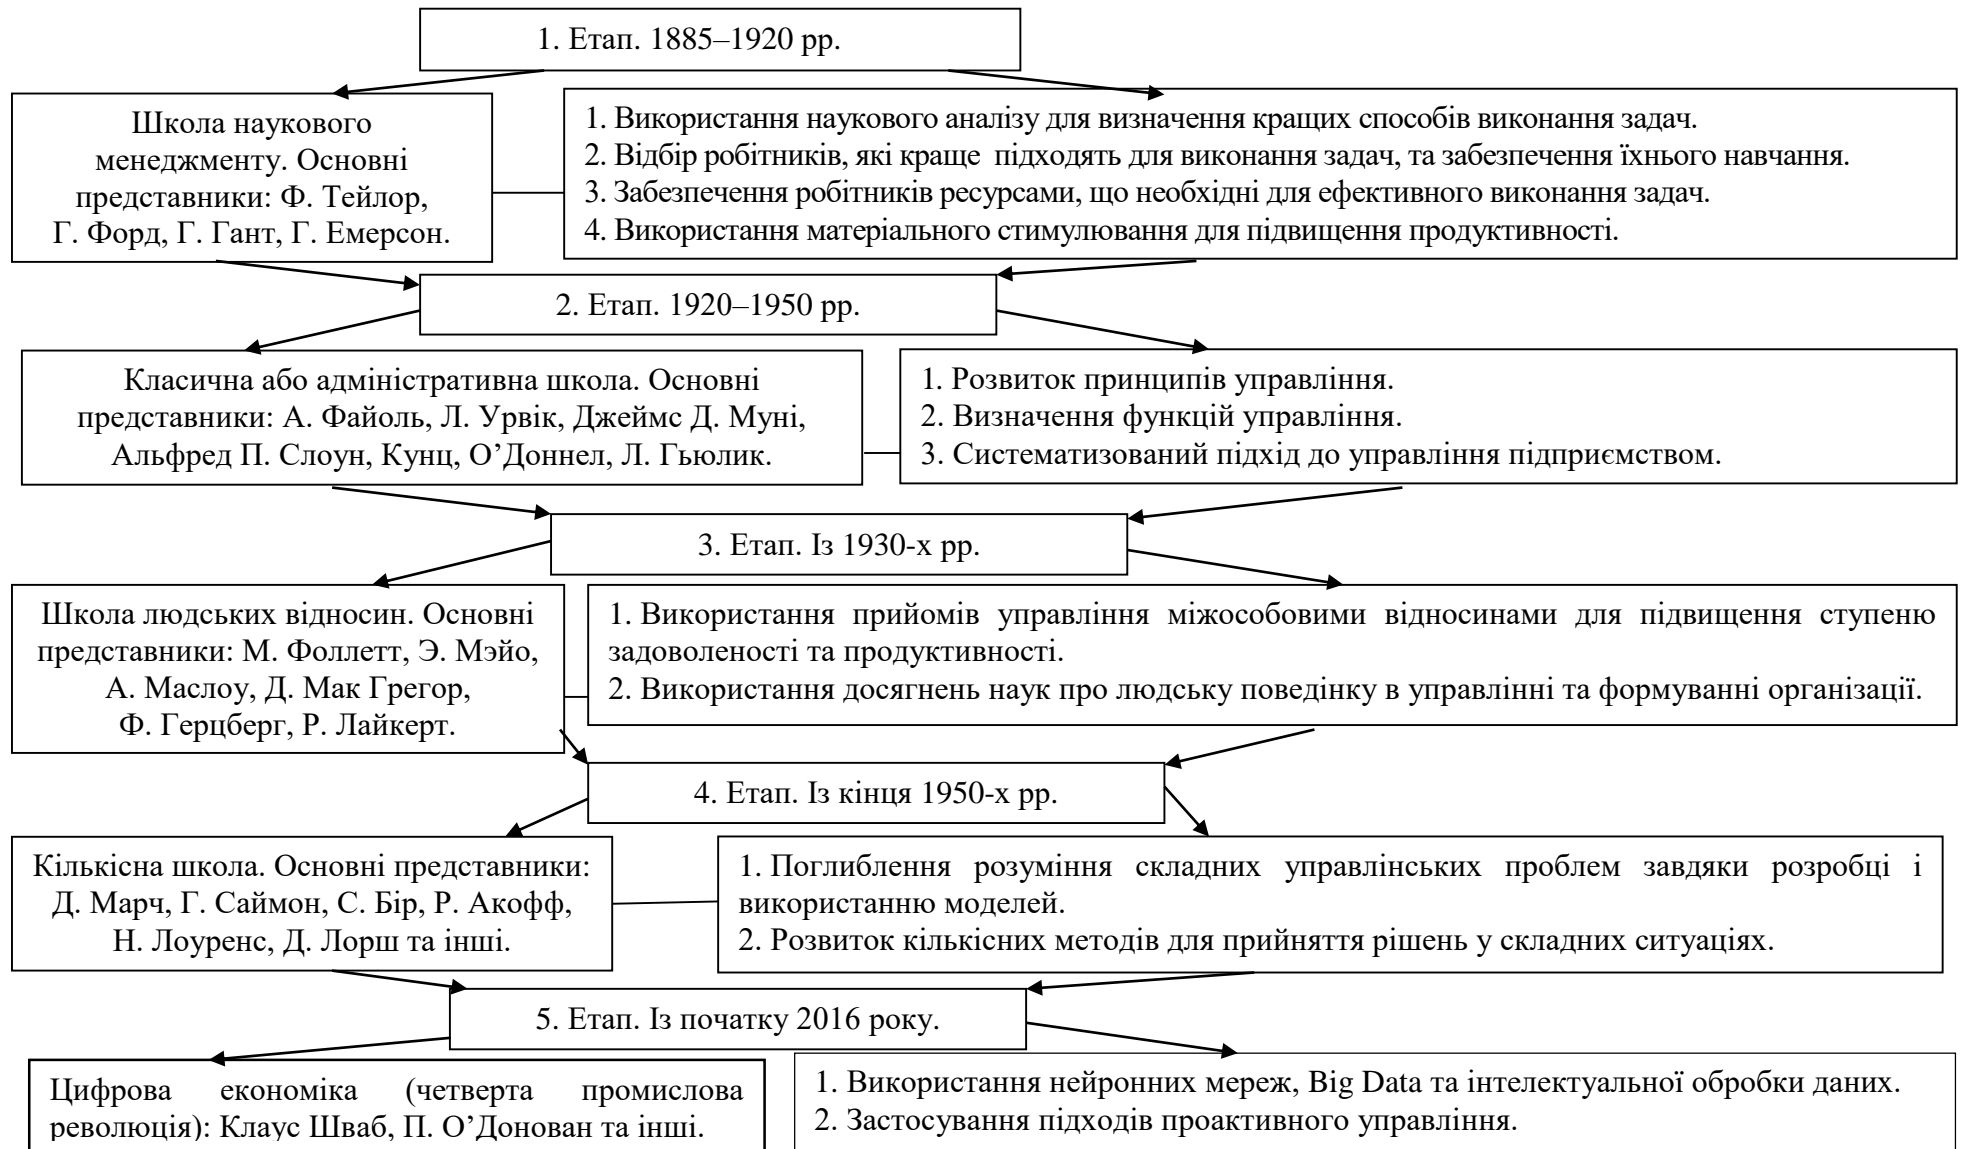 1. Етап. 1885–1920 рр.
Школа наукового
менеджменту. Основні
представники: Ф. Тейлор,
Г. Форд, Г. Гант, Г. Емерсон.
1. Використання наукового аналізу для визначення кращих способів виконання задач.
2. Відбір робітників, які краще підходять для виконання задач, та забезпечення їхнього навчання.
3. Забезпечення робітників ресурсами, що необхідні для ефективного виконання задач.
4. Використання матеріального стимулювання для підвищення продуктивності.
2. Етап. 1920–1950 рр.
Класична або адміністративна школа. Основні
представники: А. Файоль, Л. Урвік, Джеймс Д. Муні,
Альфред П. Слоун, Кунц, О’Доннел, Л. Гьюлик.
1. Розвиток принципів управління.
2. Визначення функцій управління.
3. Систематизований підхід до управління підприємством.
3. Етап. Із 1930-х рр.
Школа людських відносин. Основні
представники: М. Фоллетт, Э. Мэйо,
А. Маслоу, Д. Мак Грегор,
Ф. Герцберг, Р. Лайкерт.
1. Використання прийомів управління міжособовими відносинами для підвищення ступеню
задоволеності та продуктивності.
2. Використання досягнень наук про людську поведінку в управлінні та формуванні організації.
4. Етап. Із кінця 1950-х рр.
Кількісна школа. Основні представники:
Д. Марч, Г. Саймон, С. Бір, Р. Акофф,
Н. Лоуренс, Д. Лорш та інші.
1. Поглиблення розуміння складних управлінських проблем завдяки розробці і
використанню моделей.
2. Розвиток кількісних методів для прийняття рішень у складних ситуаціях.
5. Етап. Із початку 2016 року.
Цифрова економіка (четверта промислова
революція): Клаус Шваб, П. О’Донован та інші.
1. Використання нейронних мереж, Big Data та інтелектуальної обробки даних.
2. Застосування підходів проактивного управління.